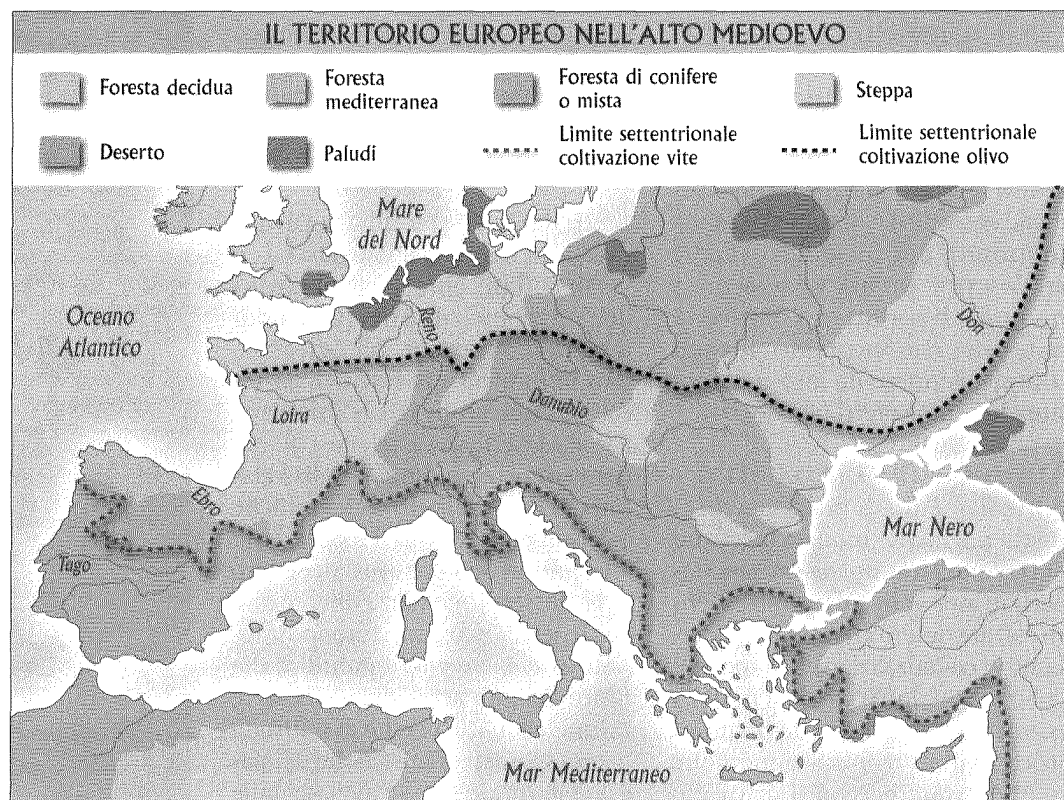 IL TERRITORIO EUROPEO NELL'ALTO MEDIOEVO
Foresta decidua
Foresta
mediterranea
Foresta di conifere
o mista
Steppa
Deserto
Paludi
Limite settentrionale
coltivazione vite
Limite settentrionale
coltivazione olivo
Mare
del Nord
Oceano
Atlantico
Reno
Don
Loira
Danubio
Ebro
Tago
Mar Nero
Mar Mediterraneo